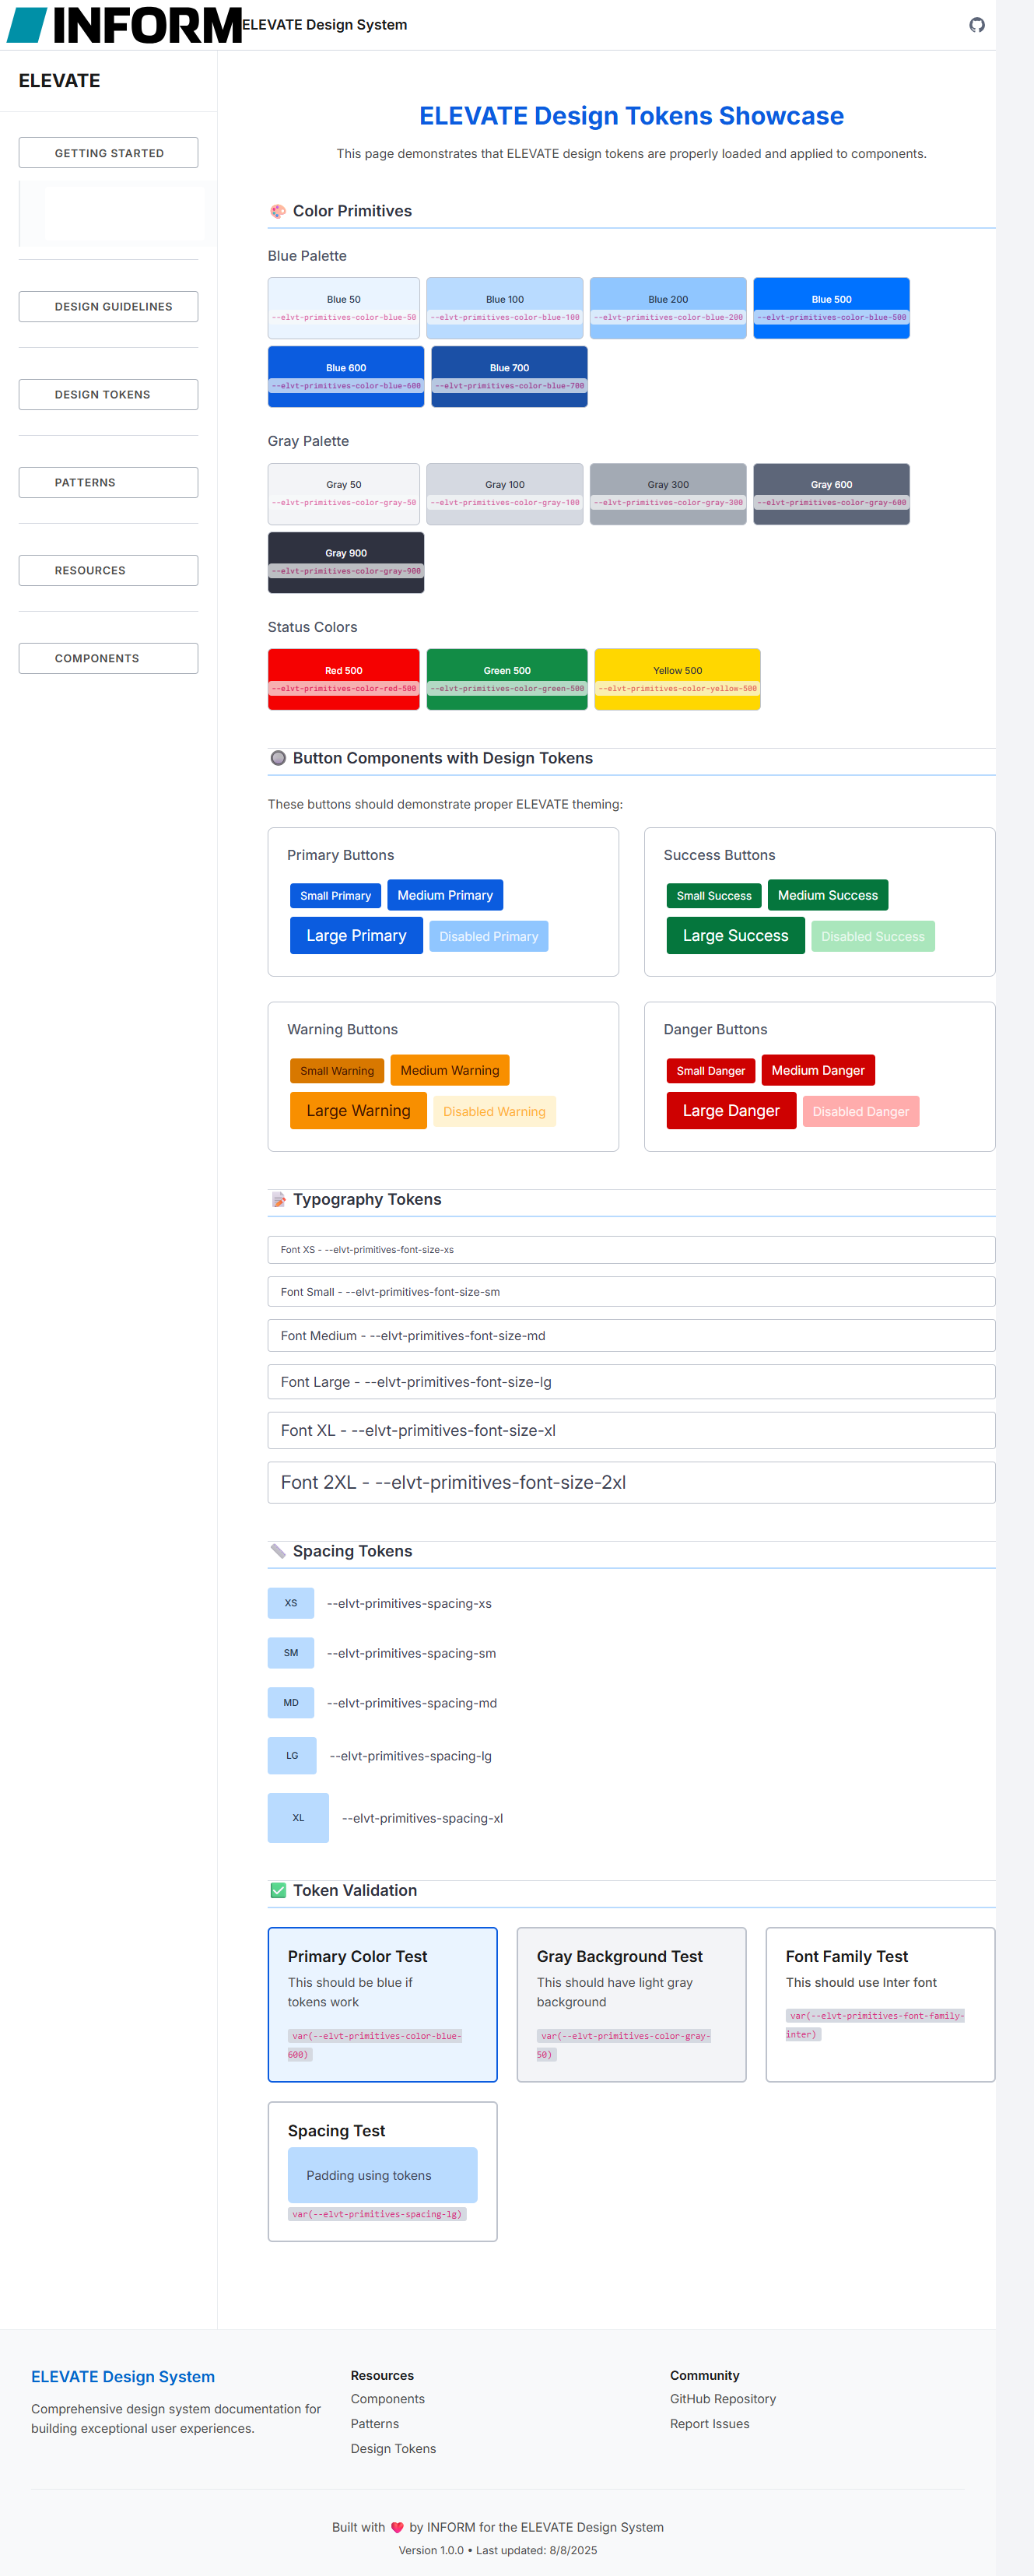 INFORM
ELEVATE Design System
ELEVATE
GETTING STARTED
DESIGN GUIDELINES
DESIGN TOKENS
PATTERNS
RESOURCES
COMPONENTS
ELEVATE Design Tokens Showcase
This page demonstrates that ELEVATE design tokens are properly loaded and applied to components.
🎨 Color Primitives
Blue Palette
Blue 50
--elvt-primitives-color-blue-50
Blue 100
--elvt-primitives-color-blue-100
Blue 200
--elvt-primitives-color-blue-200
Blue 500
--elvt-primitives-color-blue-500
Blue 600
--elvt-primitives-color-blue-600
Blue 700
--elvt-primitives-color-blue-700
Gray Palette
Gray 50
--elvt-primitives-color-gray-50
Gray 100
--elvt-primitives-color-gray-100
Gray 300
--elvt-primitives-color-gray-300
Gray 600
--elvt-primitives-color-gray-600
Gray 900
--elvt-primitives-color-gray-900
Status Colors
Red 500
--elvt-primitives-color-red-500
Green 500
--elvt-primitives-color-green-500
Yellow 500
--elvt-primitives-color-yellow-500
🔘 Button Components with Design Tokens
These buttons should demonstrate proper ELEVATE theming:
Primary Buttons
Small Primary
Medium Primary
Large Primary
Disabled Primary
Success Buttons
Small Success
Medium Success
Large Success
Disabled Success
Warning Buttons
Small Warning
Medium Warning
Large Warning
Disabled Warning
Danger Buttons
Small Danger
Medium Danger
Large Danger
Disabled Danger
📝 Typography Tokens
Font XS - --elvt-primitives-font-size-xs
Font Small - --elvt-primitives-font-size-sm
Font Medium - --elvt-primitives-font-size-md
Font Large - --elvt-primitives-font-size-lg
Font XL - --elvt-primitives-font-size-xl
Font 2XL - --elvt-primitives-font-size-2xl
📏 Spacing Tokens
XS --elvt-primitives-spacing-xs
SM --elvt-primitives-spacing-sm
MD --elvt-primitives-spacing-md
LG --elvt-primitives-spacing-lg
XL --elvt-primitives-spacing-xl
✅ Token Validation
Primary Color Test
This should be blue if
tokens work
var(--elvt-primitives-color-blue-
600)
Gray Background Test
This should have light gray
background
var(--elvt-primitives-color-gray-
50)
Font Family Test
This should use Inter font
var(--elvt-primitives-font-family-
inter)
Spacing Test
Padding using tokens
var(--elvt-primitives-spacing-lg)
ELEVATE Design System
Comprehensive design system documentation for
building exceptional user experiences.
Resources
Components
Patterns
Design Tokens
Community
GitHub Repository
Report Issues
Built with ❤️ by INFORM for the ELEVATE Design System
Version 1.0.0 • Last updated: 8/8/2025